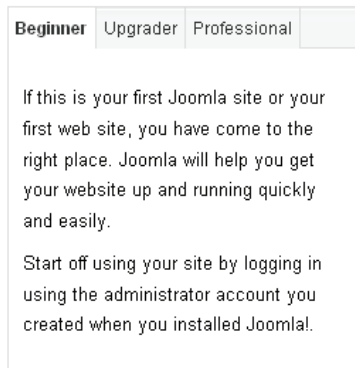 Beginner Upgrader Professional
If this is your first Joomla site or your
first web site, you have come to the
right place. Joomla will help you get
your website up and running quickly
and easily.
Start off using your site by logging in
using the administrator account you
created when you installed Joomla!.